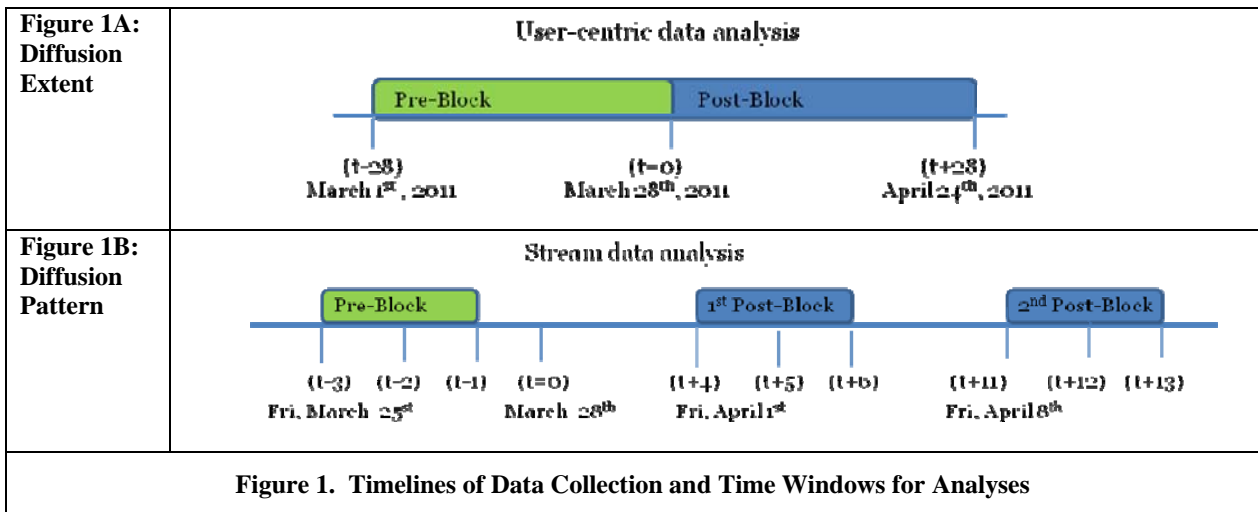 Figure 1A:
Diffusion
Extent
User-centric data analysis
Pre-Block Post-Block
(t-28) (t=0) (t+28)
March 1st, 2011 March 28th, 2011 April 24th, 2011
Figure 1B:
Diffusion
Pattern
Stream data analysis
Pre-Block 1st Post-Block 2nd Post-Block
(t-3) (t-2) (t-1) (t=0) (t+4) (t+5) (t+6) (t+11) (t+12) (t+13)
Fri, March 25st March 28th Fri, April 1st Fri, April 8th
Figure 1. Timelines of Data Collection and Time Windows for Analyses